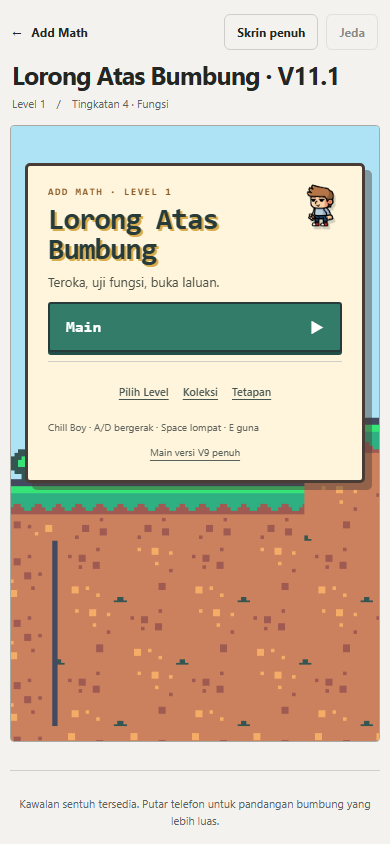 ← Add Math
Skrin penuh
Jeda
Lorong Atas Bumbung · V11.1
Level 1 / Tingkatan 4 · Fungsi
ADD MATH · LEVEL 1
Lorong Atas
Bumbung
Teroka, uji fungsi, buka laluan.
Main
Pilih Level Koleksi Tetapan
Chill Boy · A/D bergerak · Space lompat · E guna
Main versi V9 penuh
Kawalan sentuh tersedia. Putar telefon untuk pandangan bumbung yang
lebih luas.